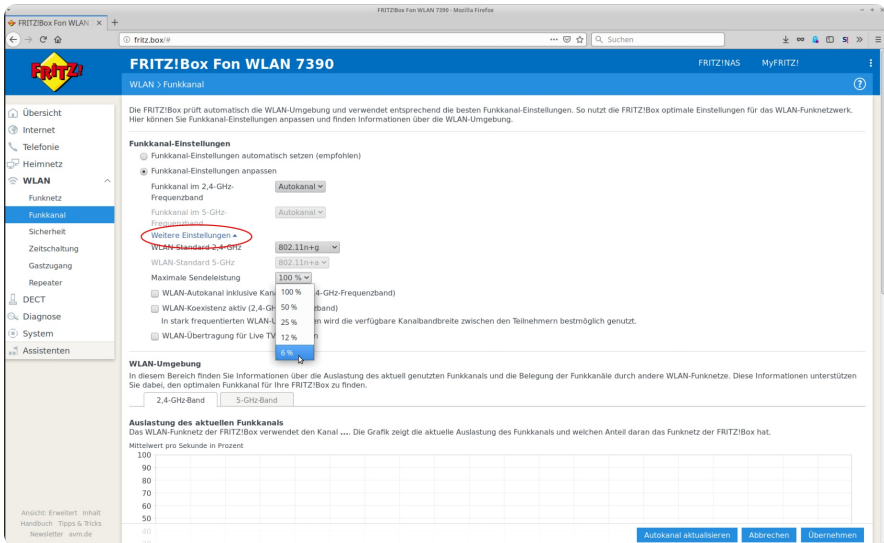 FRITZ!Box Fon WLAN 7390 - Mozilla Firefox
FRITZ!Box Fon WLAN
fritz.box/#
Suchen
FRITZ!
FRITZ!Box Fon WLAN 7390
FRITZ!NAS
MyFRITZ!
WLAN > Funkkanal
Übersicht
Internet
Telefonie
Heimnetz
WLAN
Funknetz
Funkkanal
Sicherheit
Zeitschaltung
Gastzugang
Repeater
DECT
Diagnose
System
Assistenten
Ansicht: Erweitert Inhalt
Handbuch Tipps & Tricks
Newsletter avm.de
Die FRITZ!Box prüft automatisch die WLAN-Umgebung und verwendet entsprechend die besten Funkkanal-Einstellungen. So nutzt die FRITZ!Box optimale Einstellungen für das WLAN-Funknetzwerk.
Hier können Sie Funkkanal-Einstellungen anpassen und finden Informationen über die WLAN-Umgebung.
Funkkanal-Einstellungen
Funkkanal-Einstellungen automatisch setzen (empfohlen)
Funkkanal-Einstellungen anpassen
Funkkanal im 2,4-GHz-
Frequenzband
Autokanal
Funkkanal im 5-GHz-
Frequenzband
Autokanal
Weitere Einstellungen
WLAN-Standard 2,4-GHz
802.11n+g
WLAN-Standard 5-GHz
802.11n+a
Maximale Sendeleistung
100 %
100 %
50 %
25 %
12 %
6 %
WLAN-Autokanal inklusive Kan 4-GHz-Frequenzband)
WLAN-Koexistenz aktiv (2,4-GH zband)
In stark frequentierten WLAN-U en wird die verfügbare Kanalbandbreite zwischen den Teilnehmern bestmöglich genutzt.
WLAN-Übertragung für Live TV en
WLAN-Umgebung
In diesem Bereich finden Sie Informationen über die Auslastung des aktuell genutzten Funkkanals und die Belegung der Funkkanäle durch andere WLAN-Funknetze. Diese Informationen unterstützen
Sie dabei, den optimalen Funkkanal für Ihre FRITZ!Box zu finden.
2,4-GHz-Band
5-GHz-Band
Auslastung des aktuellen Funkkanals
Das WLAN-Funknetz der FRITZ!Box verwendet den Kanal .... Die Grafik zeigt die aktuelle Auslastung des Funkkanals und welchen Anteil daran das Funknetz der FRITZ!Box hat.
Mittelwert pro Sekunde in Prozent
100
90
80
70
60
50
40
Autokanal aktualisieren
Abbrechen
Übernehmen